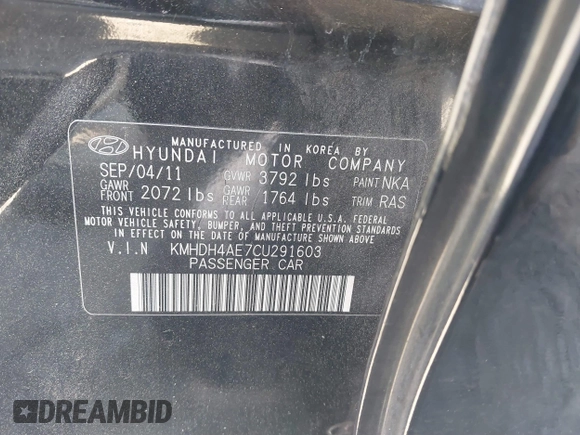 MANUFACTURED IN KOREA BY
HYUNDAI MOTOR COMPANY
SEP/04/11 GVWR 3792 lbs PAINT NKA
GAWR FRONT 2072 lbs GAWR REAR 1764 lbs TRIM RAS
THIS VEHICLE CONFORMS TO ALL APPLICABLE U.S.A. FEDERAL
MOTOR VEHICLE SAFETY, BUMPER, AND THEFT PREVENTION
STANDARDS IN EFFECT ON THE DATE OF MANUFACTURE
SHOWN ABOVE.
V.I.N KMHDH4AE7CU291603
PASSENGER CAR
DREAMBID